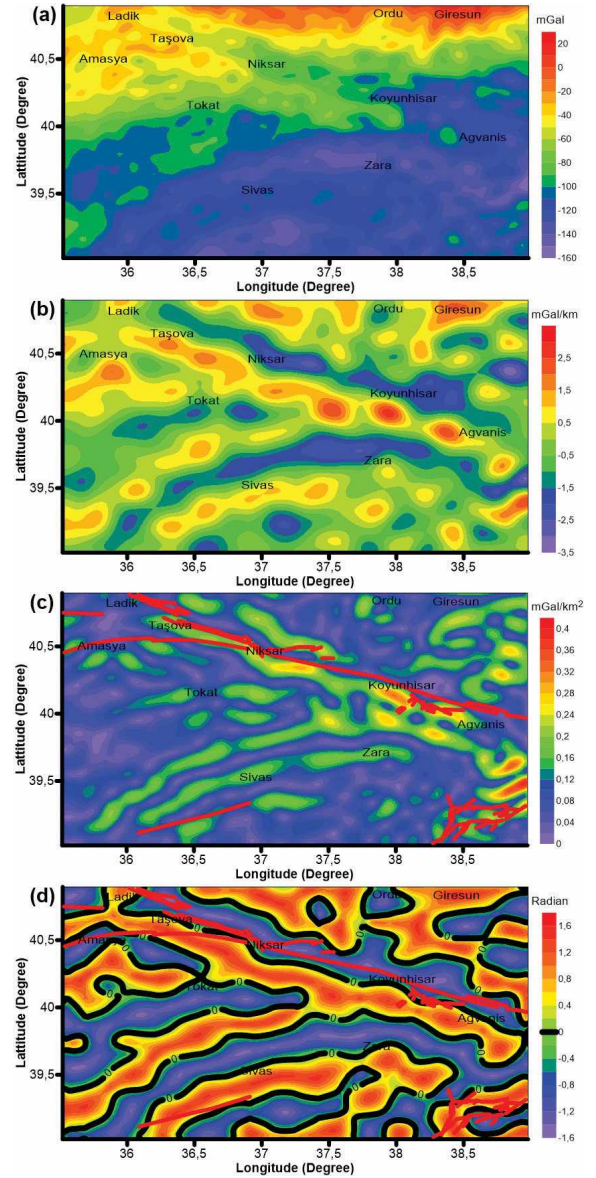 (a)
mGal
Ladik
Ordu
Giresun
Taşova
Amasya
Niksar
Koyunhisar
Tokat
Agvanis
Zara
Sivas
40,5
40
39,5
Lattitude (Degree)
36
36,5
37
37,5
38
38,5
Longitude (Degree)
20
0
-20
-40
-60
-80
-100
-120
-140
-160
(b)
mGal/km
Ladik
Ordu
Giresun
Taşova
Amasya
Niksar
Koyunhisar
Tokat
Agvanis
Zara
Sivas
40,5
40
39,5
Lattitude (Degree)
36
36,5
37
37,5
38
38,5
Longitude (Degree)
2,5
1,5
0,5
-0,5
-1,5
-2,5
-3,5
(c)
mGal/km2
Ladik
Ordu
Giresun
Taşova
Amasya
Niksar
Koyunhisar
Tokat
Agvanis
Zara
Sivas
40,5
40
39,5
Lattitude (Degree)
36
36,5
37
37,5
38
38,5
Longitude (Degree)
0,4
0,36
0,32
0,28
0,24
0,2
0,16
0,12
0,08
0,04
0
(d)
Radian
Ladik
Ordu
Giresun
Taşova
Amasya
Niksar
Koyunhisar
Tokat
Agvanis
Zara
Sivas
40,5
40
39,5
Lattitude (Degree)
36
36,5
37
37,5
38
38,5
Longitude (Degree)
1,6
1,2
0,8
0,4
0
-0,4
-0,8
-1,2
-1,6